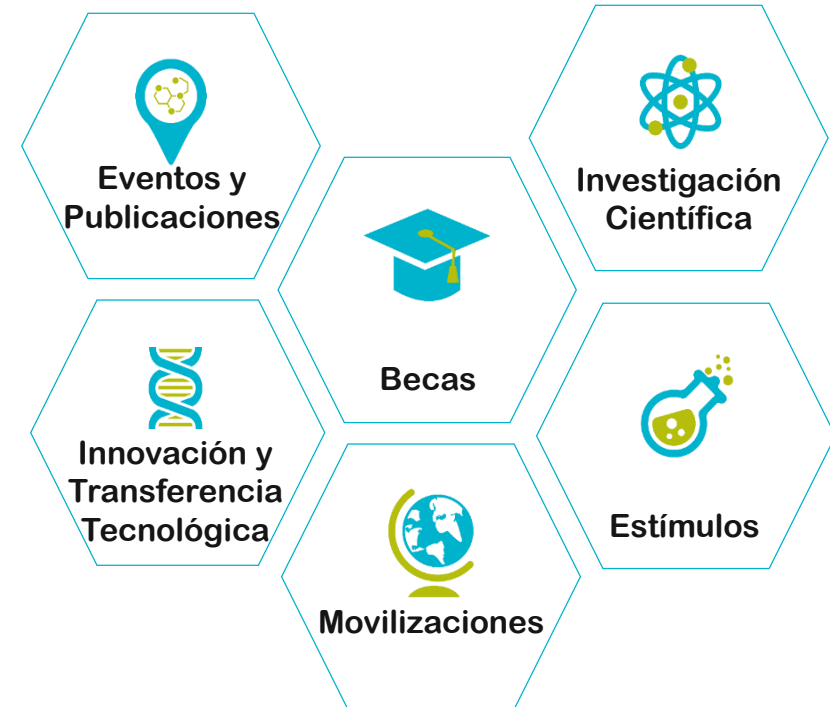 Eventos y
Publicaciones
Investigación
Científica
Becas
Innovación y
Transferencia
Tecnológica
Estímulos
Movilizaciones